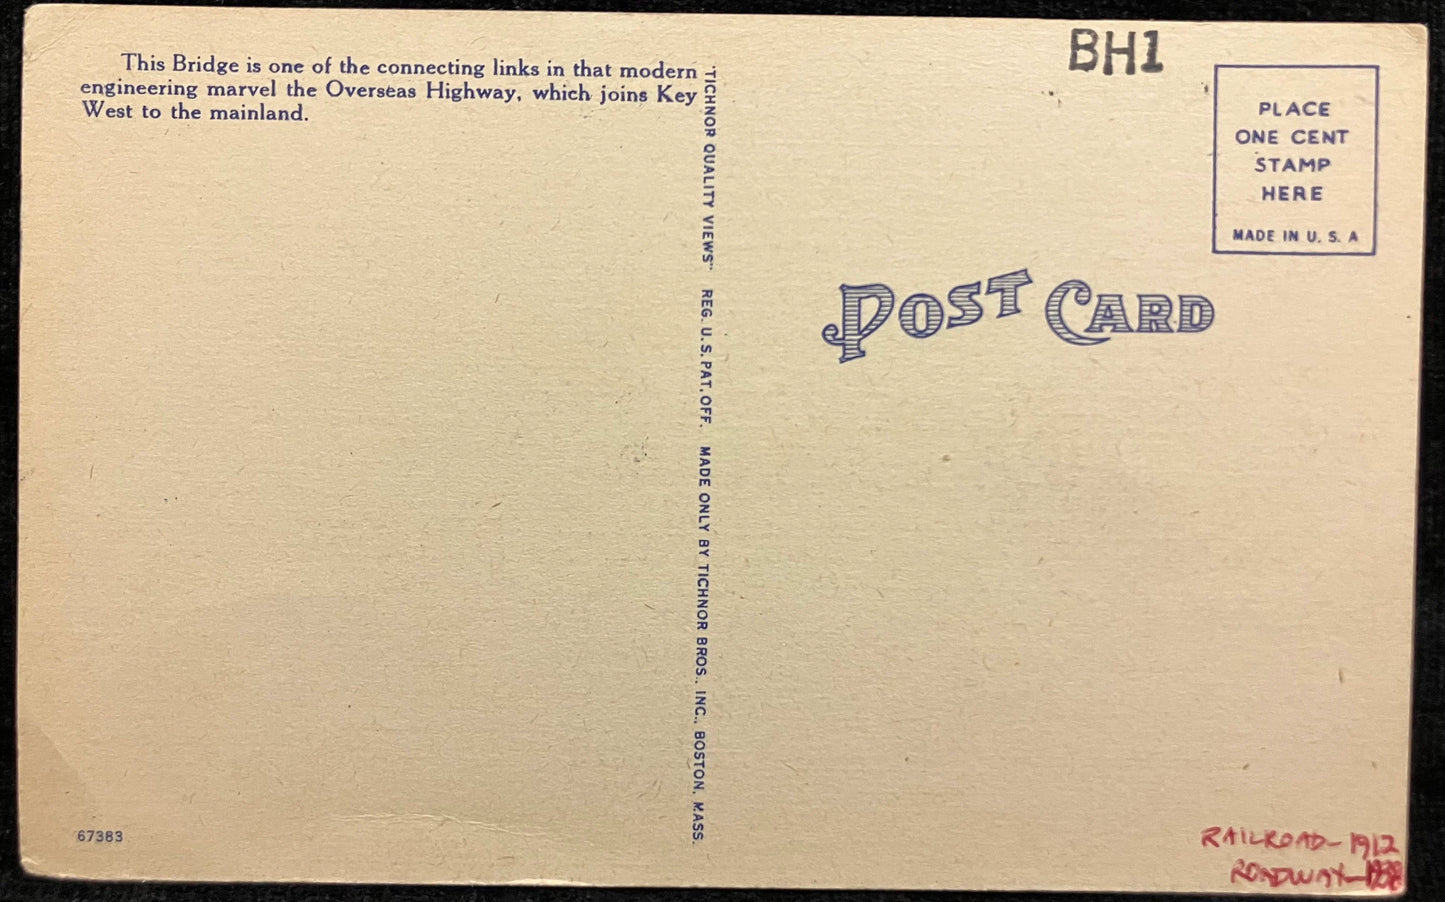 This Bridge is one of the connecting links in that modern
engineering marvel the Overseas Highway, which joins Key
West to the mainland.
"TICHNOR QUALITY VIEWS" REG. U. S. PAT. OFF. MADE ONLY BY TICHNOR BROS., INC., BOSTON, MASS.
BH1
PLACE
ONE CENT
STAMP
HERE
MADE IN U. S. A
POST CARD
67383
RAILROAD-1912
ROADWAY-1938